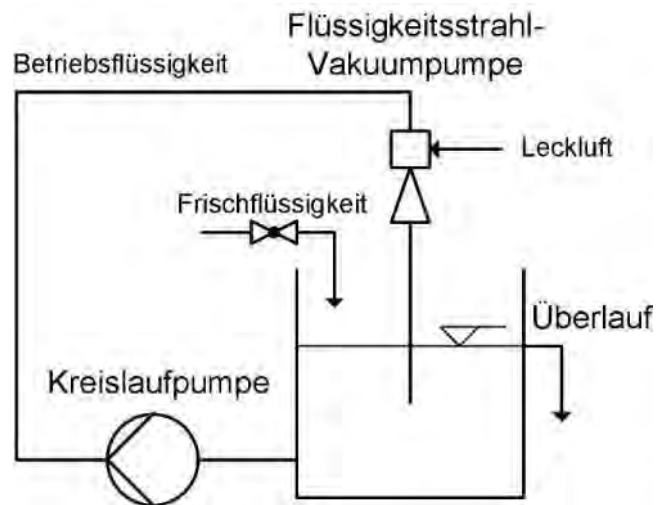 Flüssigkeitsstrahl-
Vakuumpumpe
Betriebsflüssigkeit
Leckluft
Frischflüssigkeit
Überlauf
Kreislaufpumpe